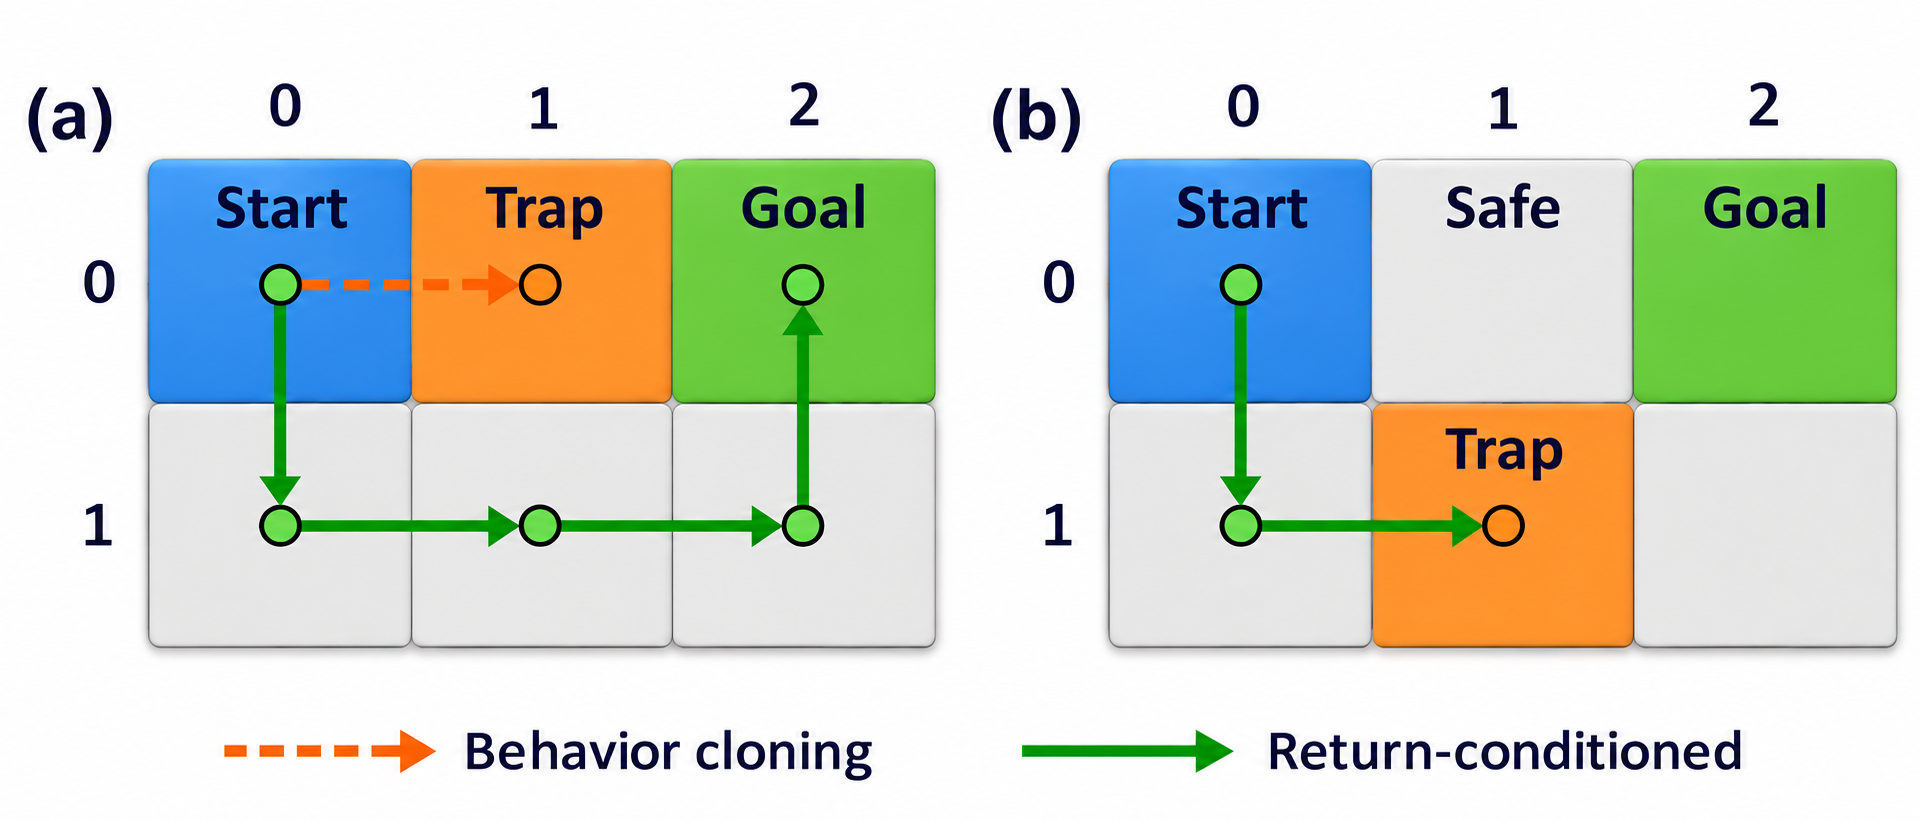 (a) 0 1 2
Start Trap Goal
0
1
(b) 0 1 2
Start Safe Goal
0
Trap
1
Behavior cloning
Return-conditioned